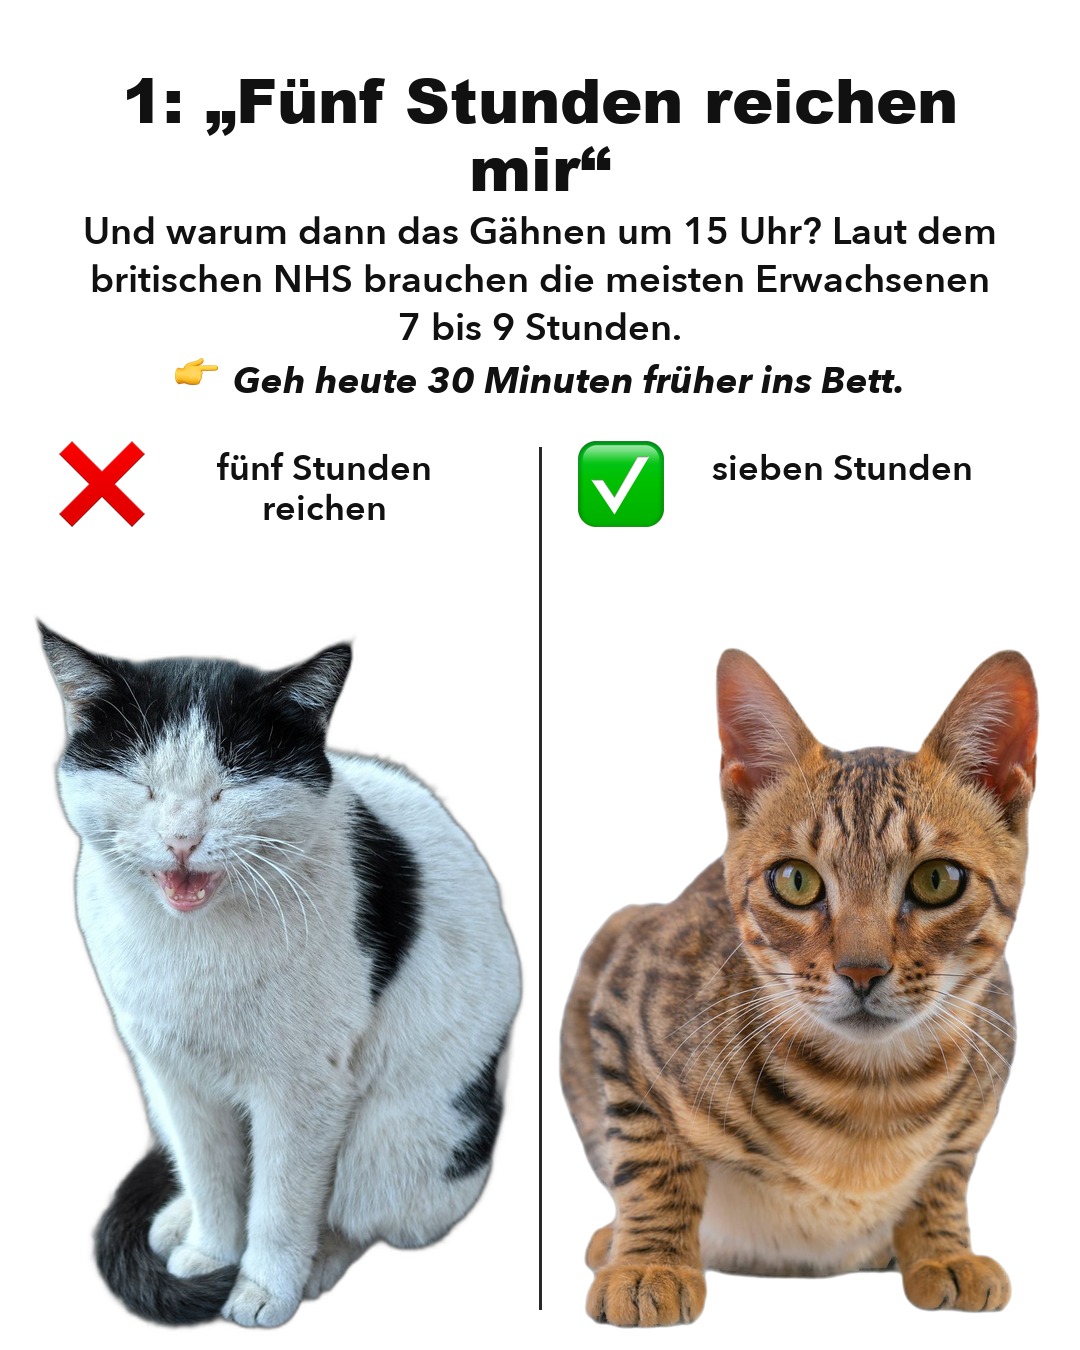 1: „Fünf Stunden reichen
mir“
Und warum dann das Gähnen um 15 Uhr? Laut dem
britischen NHS brauchen die meisten Erwachsenen
7 bis 9 Stunden.
👉 Geh heute 30 Minuten früher ins Bett.
❌ fünf Stunden
reichen
✅ sieben Stunden